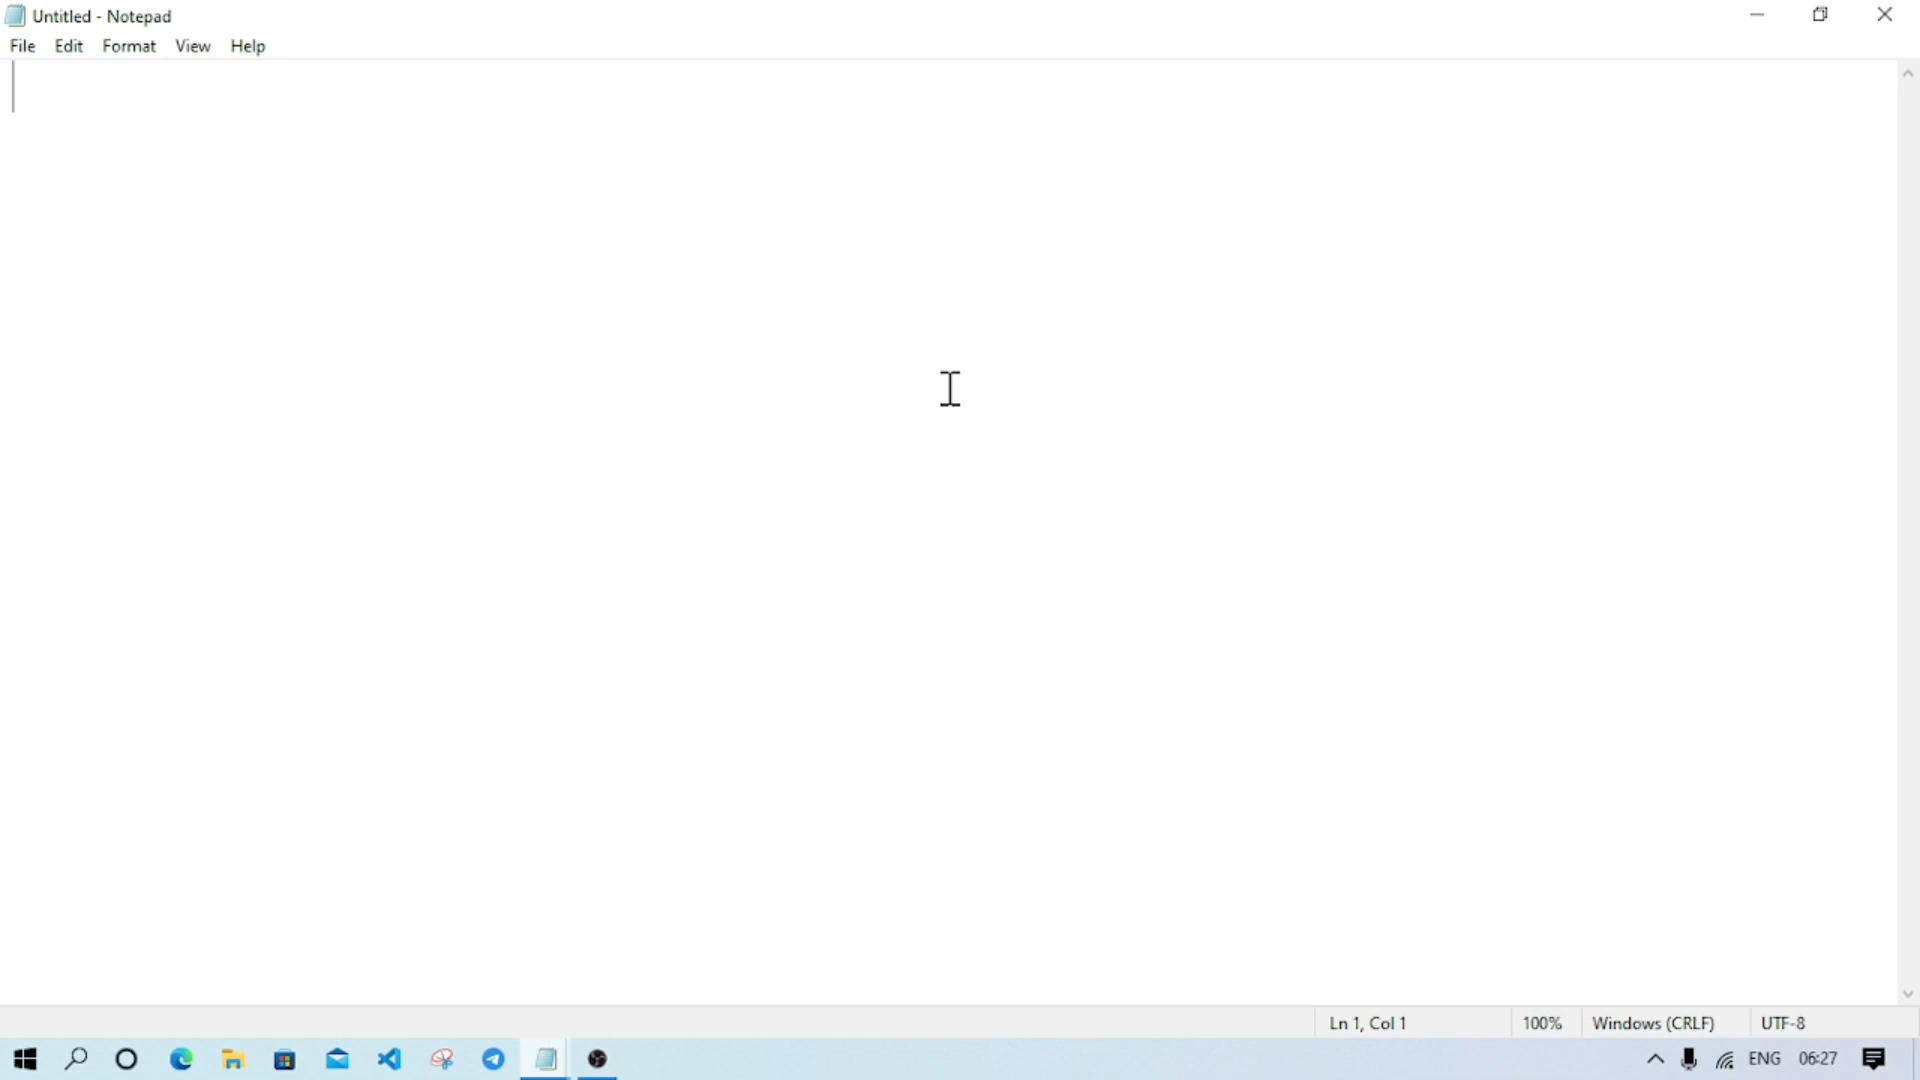 Untitled - Notepad
File Edit Format View Help
Ln 1, Col 1 100% Windows (CRLF) UTF-8
ENG 06:27